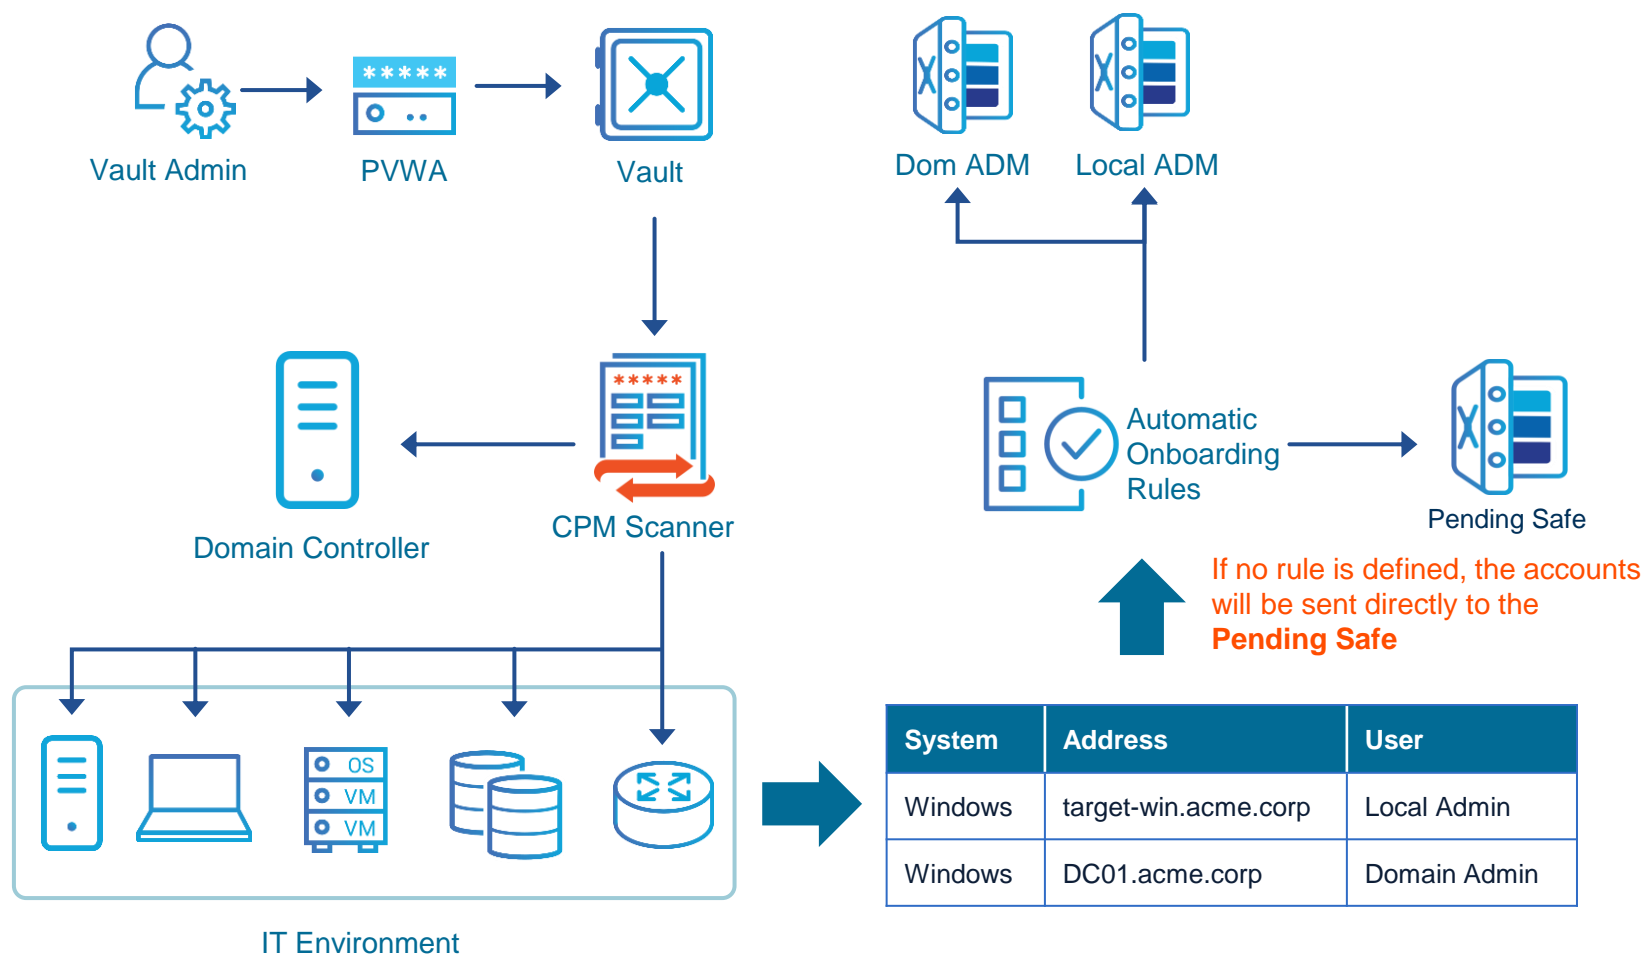 *****
Vault Admin
PVWA
Vault
Dom ADM
Local ADM
*****
CPM Scanner
Domain Controller
Automatic
Onboarding
Rules
Pending Safe
If no rule is defined, the accounts
will be sent directly to the
Pending Safe
OS
VM
VM
IT Environment
System Address User
Windows target-win.acme.corp Local Admin
Windows DC01.acme.corp Domain Admin